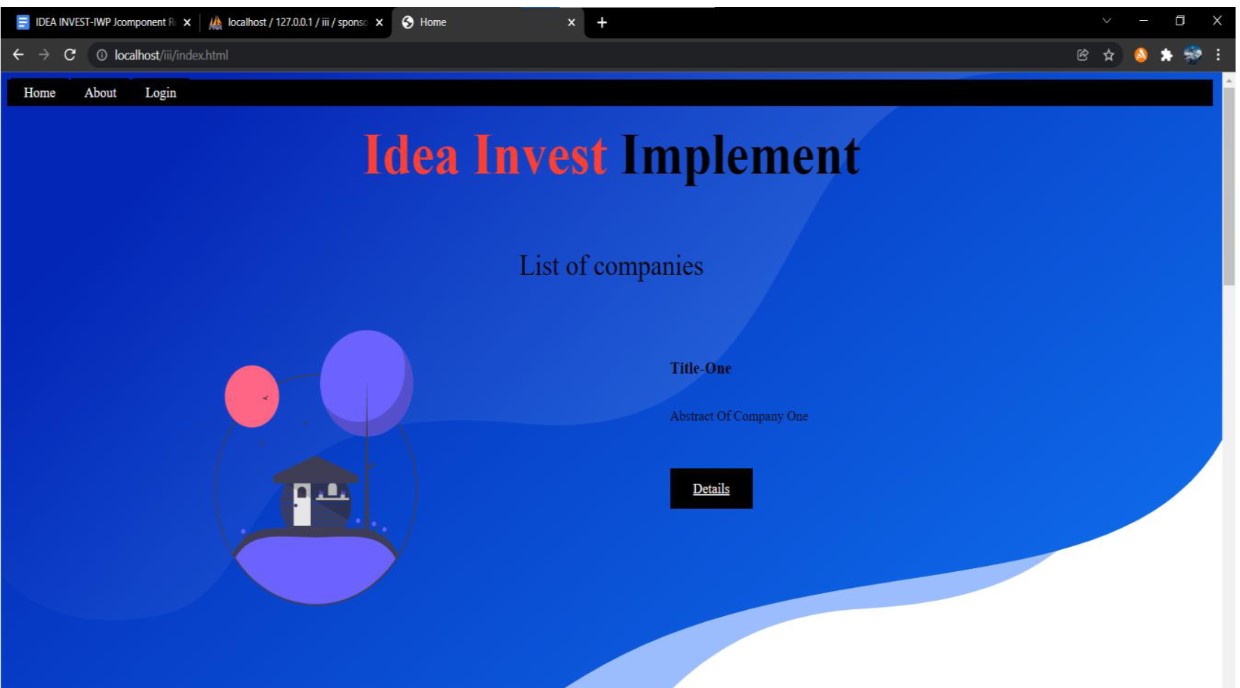 IDEA INVEST-IWP Jcomponent R
localhost / 127.0.0.1 / iii / sponso
Home
localhost/iii/index.html
Home About Login
Idea Invest Implement
List of companies
Title-One
Abstract Of Company One
Details